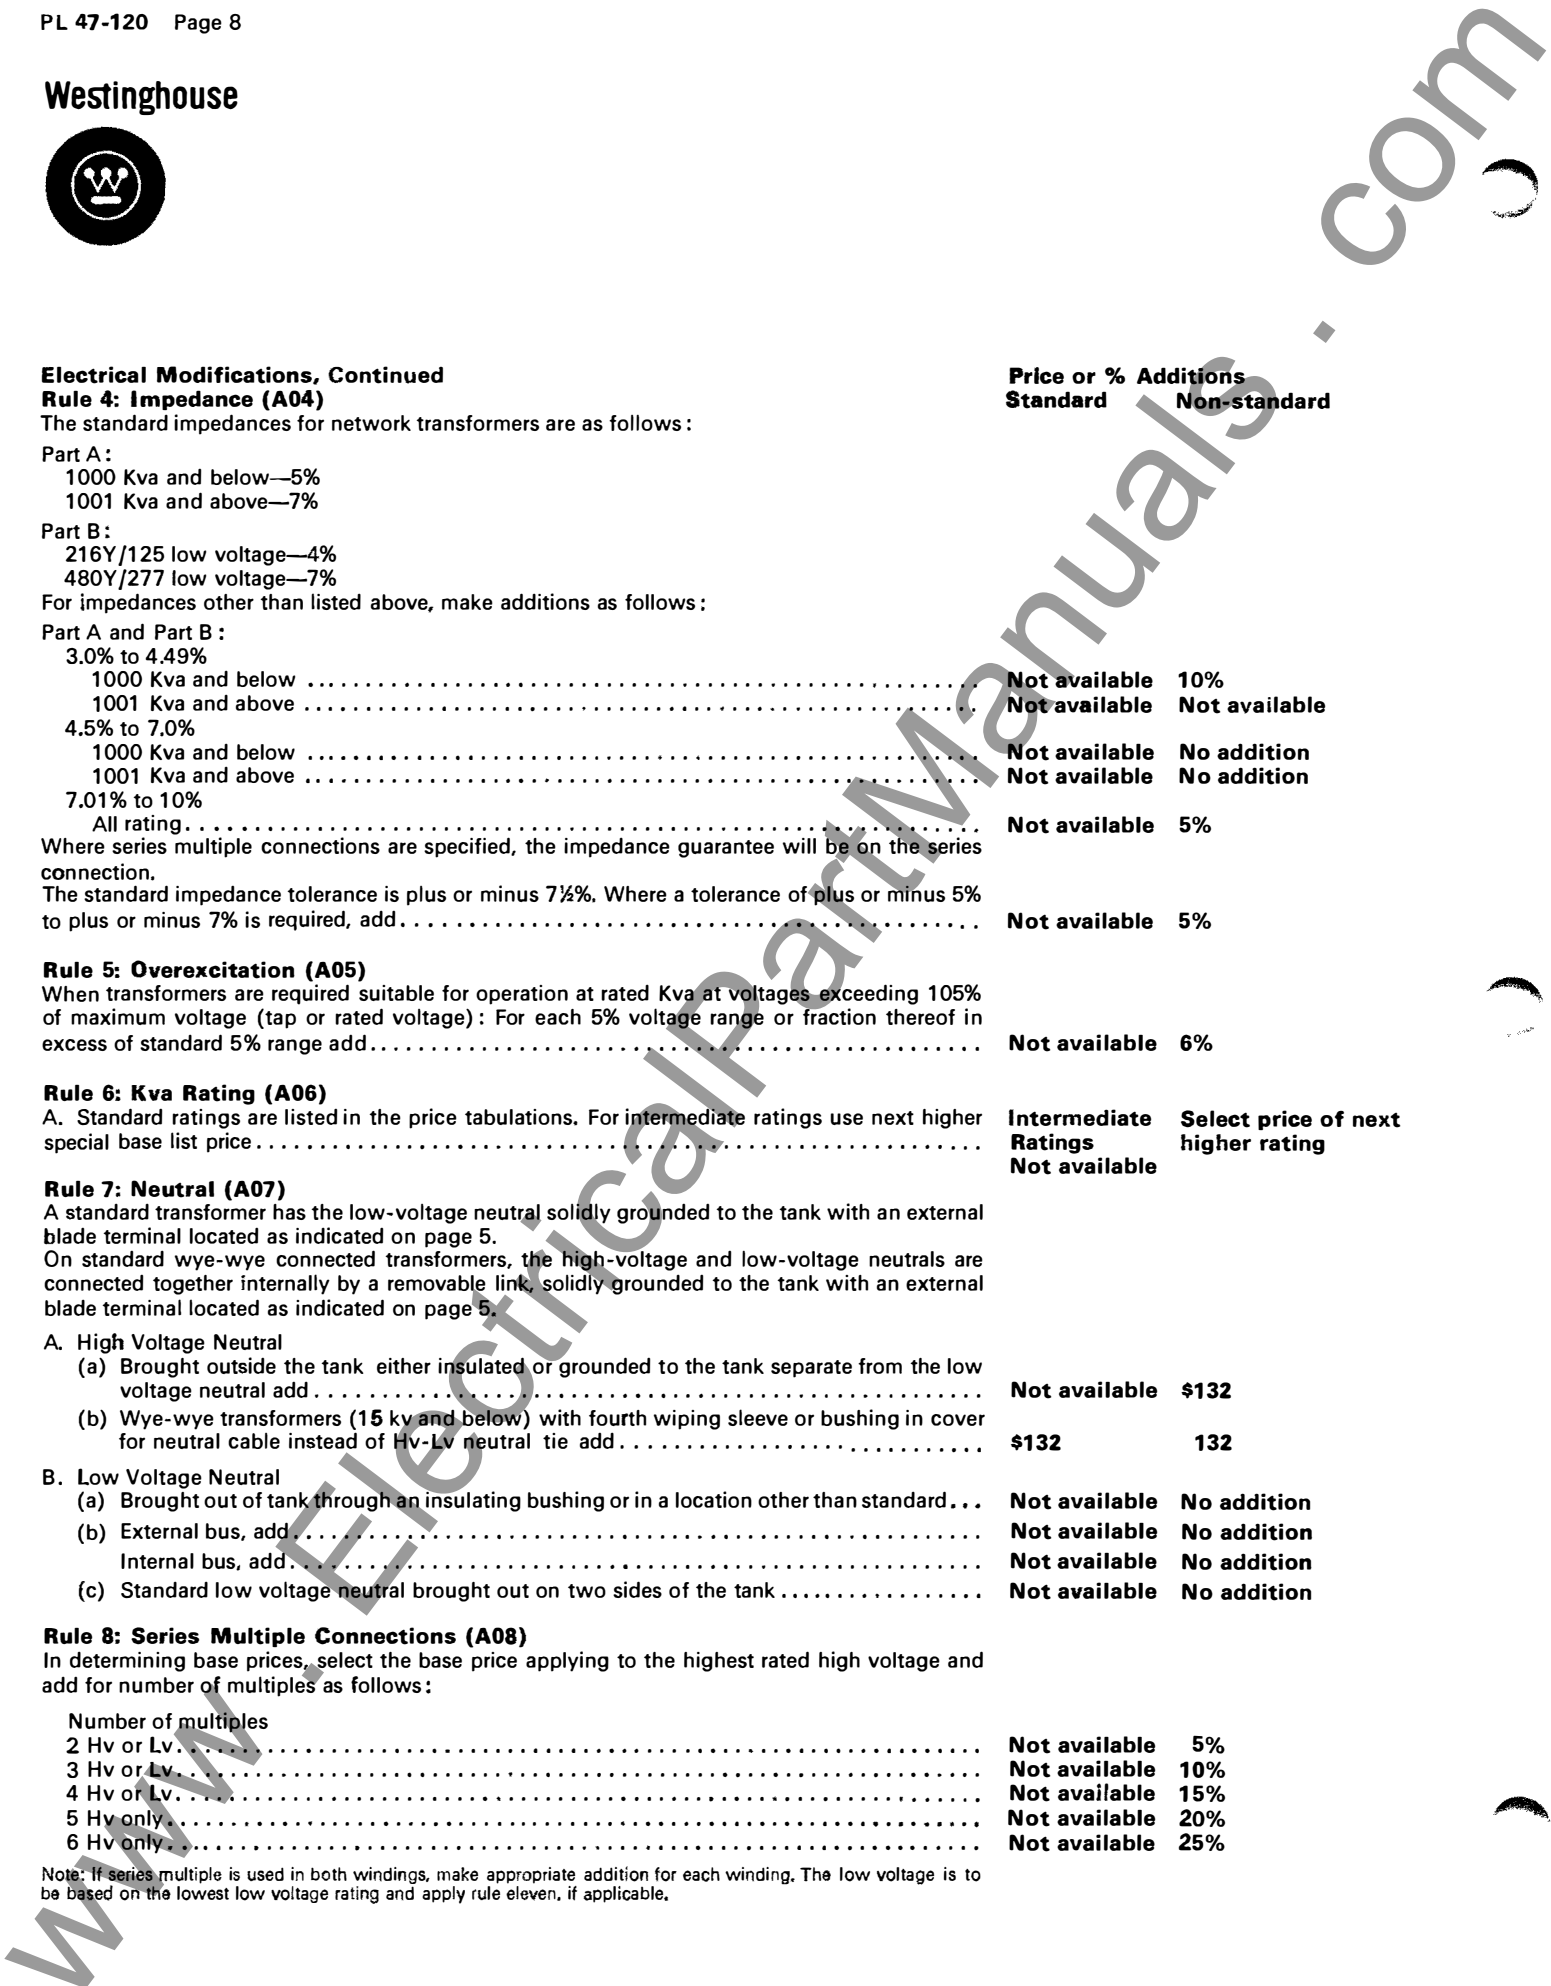 PL 47-120 Page 8
Westinghouse
Electrical Modifications, Continued
Rule 4: Impedance (A04)
The standard impedances for network transformers are as follows:
Price or % Additions
Standard Non-standard
Part A:
1000 Kva and below—5%
1001 Kva and above—7%
Part B:
216Y/125 low voltage—4%
480Y/277 low voltage—7%
For impedances other than listed above, make additions as follows:
Part A and Part B:
3.0% to 4.49%
1000 Kva and below ........ Not available 10%
1001 Kva and above ........ Not available Not available
4.5% to 7.0%
1000 Kva and below ........ Not available No addition
1001 Kva and above ........ Not available No addition
7.01% to 10%
All rating ........ Not available 5%
Where series multiple connections are specified, the impedance guarantee will be on the series
connection.
The standard impedance tolerance is plus or minus 7½%. Where a tolerance of plus or minus 5%
to plus or minus 7% is required, add ........ Not available 5%
Rule 5: Overexcitation (A05)
When transformers are required suitable for operation at rated Kva at voltages exceeding 105%
of maximum voltage (tap or rated voltage): For each 5% voltage range or fraction thereof in
excess of standard 5% range add ........ Not available 6%
Rule 6: Kva Rating (A06)
A. Standard ratings are listed in the price tabulations. For intermediate ratings use next higher
special base list price ........
Intermediate Select price of next
Ratings higher rating
Not available
Rule 7: Neutral (A07)
A standard transformer has the low-voltage neutral solidly grounded to the tank with an external
blade terminal located as indicated on page 5.
On standard wye-wye connected transformers, the high-voltage and low-voltage neutrals are
connected together internally by a removable link, solidly grounded to the tank with an external
blade terminal located as indicated on page 5.
A. High Voltage Neutral
(a) Brought outside the tank either insulated or grounded to the tank separate from the low
voltage neutral add ........ Not available $132
(b) Wye-wye transformers (15 kv and below) with fourth wiping sleeve or bushing in cover
for neutral cable instead of Hv-Lv neutral tie add ........ $132 132
B. Low Voltage Neutral
(a) Brought out of tank through an insulating bushing or in a location other than standard... Not available No addition
(b) External bus, add ........ Not available No addition
Internal bus, add ........ Not available No addition
(c) Standard low voltage neutral brought out on two sides of the tank ........ Not available No addition
Rule 8: Series Multiple Connections (A08)
In determining base prices, select the base price applying to the highest rated high voltage and
add for number of multiples as follows:
Number of multiples
2 Hv or Lv ........ Not available 5%
3 Hv or Lv ........ Not available 10%
4 Hv or Lv ........ Not available 15%
5 Hv only ........ Not available 20%
6 Hv only ........ Not available 25%
Note: If series multiple is used in both windings, make appropriate addition for each winding. The low voltage is to
be based on the lowest low voltage rating and apply rule eleven, if applicable.
www . ElectricalPartManuals . com